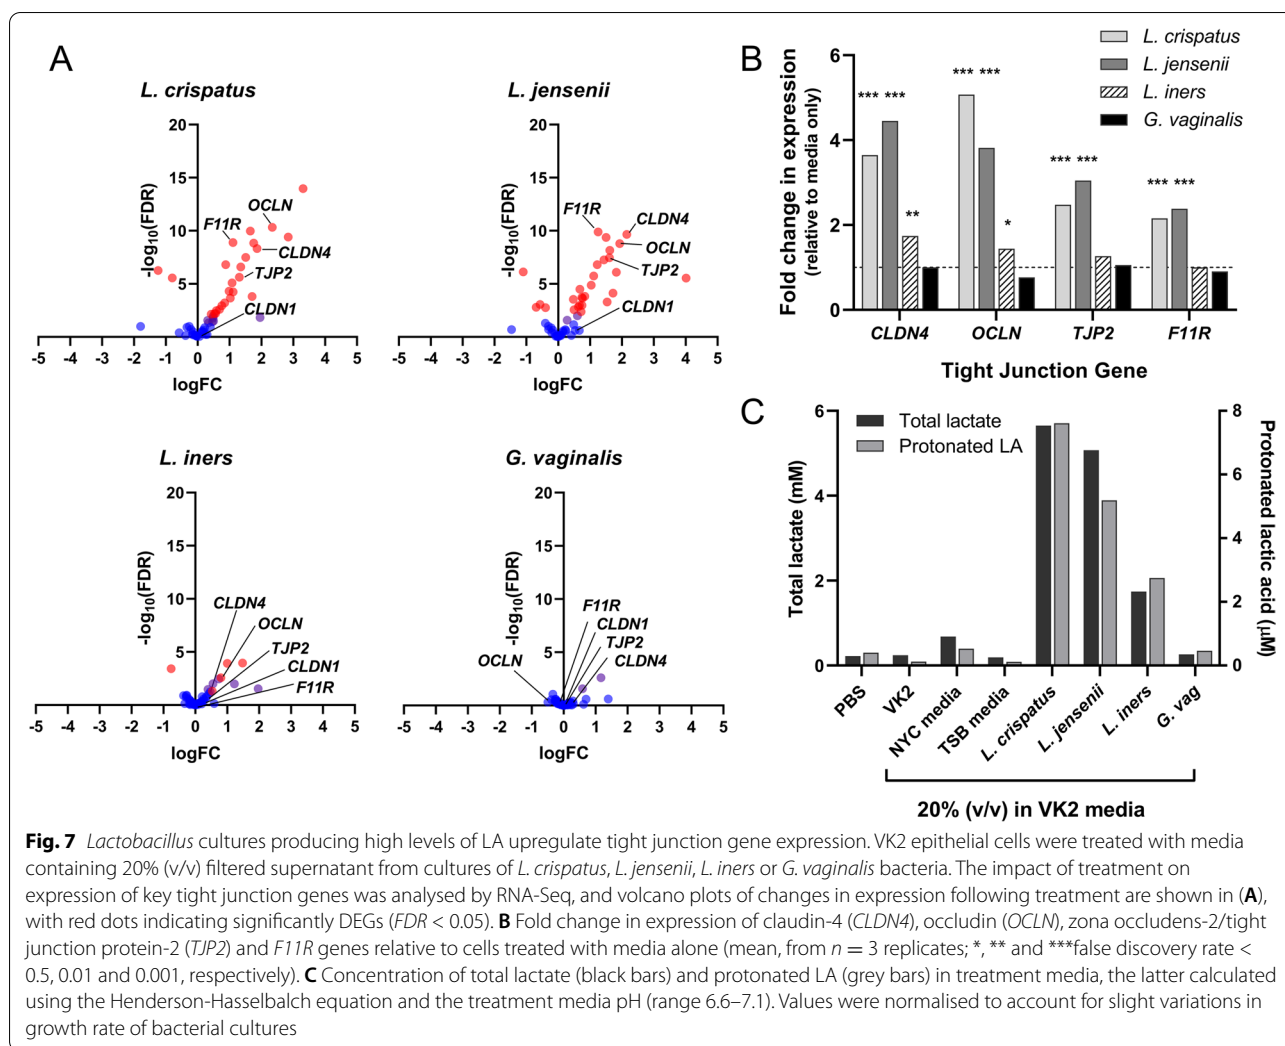 A
L. crispatus
20
15
10
5
-log10(FDR)
OCLN
F11R
CLDN4
TJP2
CLDN1
-5 -4 -3 -2 -1 0 1 2 3 4 5
logFC
L. jensenii
20
15
10
5
-log10(FDR)
F11R
CLDN4
OCLN
TJP2
CLDN1
-5 -4 -3 -2 -1 0 1 2 3 4 5
logFC
L. iners
20
15
10
5
-log10(FDR)
CLDN4
OCLN
TJP2
CLDN1
F11R
-5 -4 -3 -2 -1 0 1 2 3 4 5
logFC
G. vaginalis
20
15
10
5
-log10(FDR)
F11R
CLDN1
TJP2
OCLN
CLDN4
-5 -4 -3 -2 -1 0 1 2 3 4 5
logFC
B
L. crispatus
L. jensenii
L. iners
G. vaginalis
Fold change in expression
(relative to media only)
6
4
2
0
*** *** **
*** *** *
*** ***
*** ***
CLDN4 OCLN TJP2 F11R
Tight Junction Gene
C
Total lactate
Protonated LA
Total lactate (mM)
6
4
2
0
Protonated lactic acid (µM)
8
6
4
2
0
PBS
VK2
NYC media
TSB media
L. crispatus
L. jensenii
L. iners
G. vag
20% (v/v) in VK2 media
Fig. 7 Lactobacillus cultures producing high levels of LA upregulate tight junction gene expression. VK2 epithelial cells were treated with media
containing 20% (v/v) filtered supernatant from cultures of L. crispatus, L. jensenii, L. iners or G. vaginalis bacteria. The impact of treatment on
expression of key tight junction genes was analysed by RNA-Seq, and volcano plots of changes in expression following treatment are shown in (A),
with red dots indicating significantly DEGs (FDR < 0.05). B Fold change in expression of claudin-4 (CLDN4), occludin (OCLN), zona occludens-2/tight
junction protein-2 (TJP2) and F11R genes relative to cells treated with media alone (mean, from n = 3 replicates; *, ** and ***false discovery rate <
0.5, 0.01 and 0.001, respectively). C Concentration of total lactate (black bars) and protonated LA (grey bars) in treatment media, the latter calculated
using the Henderson-Hasselbalch equation and the treatment media pH (range 6.6–7.1). Values were normalised to account for slight variations in
growth rate of bacterial cultures